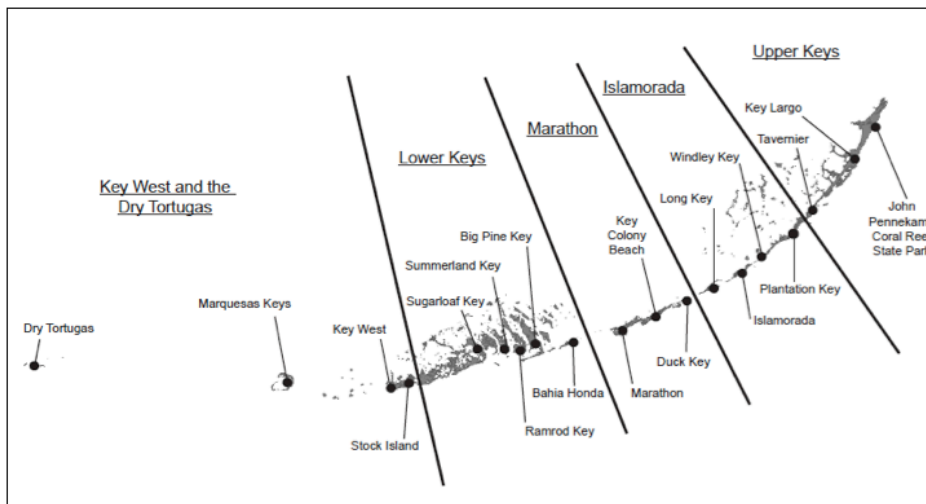 Upper Keys
Islamorada
Key Largo
Marathon
Tavernier
Lower Keys
Windley Key
Key West and the
Dry Tortugas
Long Key
Key
Colony
Beach
John
Pennekam
Coral Ree
State Park
Big Pine Key
Summerland Key
Plantation Key
Marquesas Keys
Sugarloaf Key
Islamorada
Dry Tortugas
Key West
Duck Key
Bahia Honda
Marathon
Ramrod Key
Stock Island